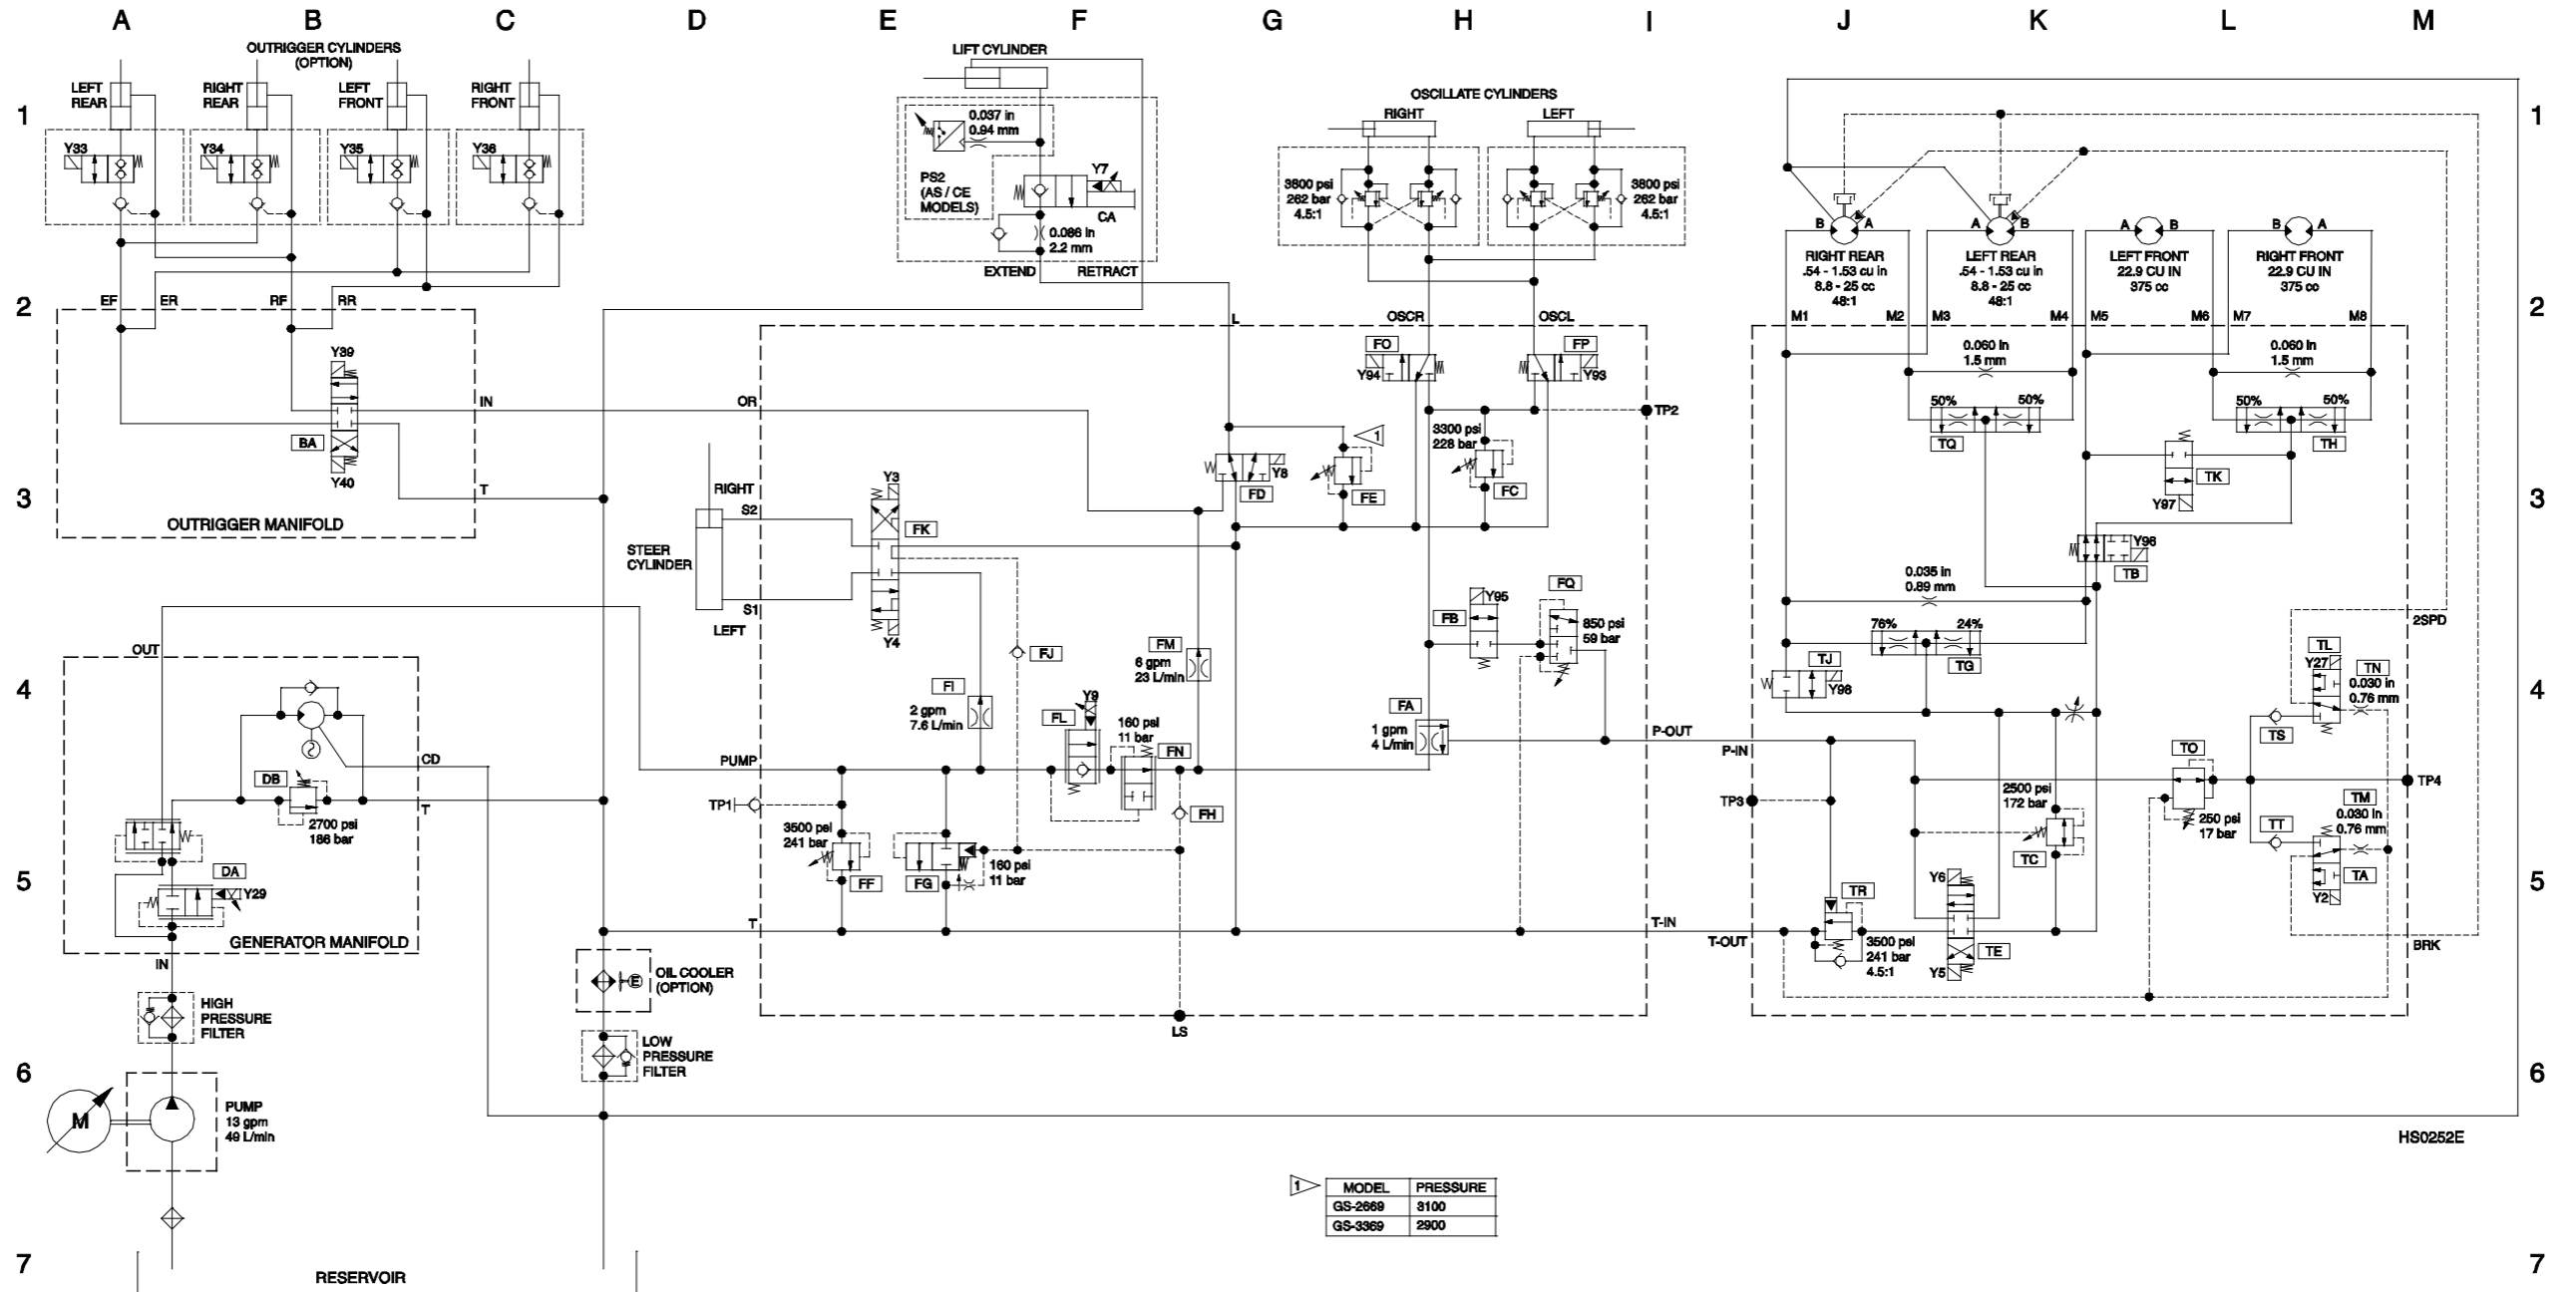 A B C D E F G H I J K L M
OUTRIGGER CYLINDERS
(OPTION)
LEFT
REAR
RIGHT
REAR
LEFT
FRONT
RIGHT
FRONT
1
Y33
Y34
Y35
Y36
LIFT CYLINDER
0.037 in
0.94 mm
PS2
(AS / CE
MODELS)
Y7
CA
0.086 in
2.2 mm
EXTEND
RETRACT
OSCILLATE CYLINDERS
RIGHT
LEFT
3800 psi
262 bar
4.5:1
3800 psi
262 bar
4.5:1
1
B
A
A
B
A
B
B
A
RIGHT REAR
.54 - 1.53 cu in
8.8 - 25 cc
48:1
LEFT REAR
.54 - 1.53 cu in
8.8 - 25 cc
48:1
LEFT FRONT
22.9 CU IN
375 cc
RIGHT FRONT
22.9 CU IN
375 cc
2
EF
ER
RF
RR
L
OSCR
OSCL
M1
M2
M3
M4
M5
M6
M7
M8
2
Y39
BA
Y40
IN
T
OUTRIGGER MANIFOLD
3
OR
FO
Y94
FP
Y93
TP2
1
3300 psi
228 bar
Y8
FD
FE
FC
RIGHT
S2
STEER
CYLINDER
S1
LEFT
Y3
FK
Y4
0.060 in
1.5 mm
0.060 in
1.5 mm
50%
50%
TQ
50%
50%
TH
TK
Y97
3
Y98
TB
0.035 in
0.89 mm
76%
24%
TG
TJ
Y98
2SPD
TL
Y27
TN
0.030 in
0.76 mm
TS
4
OUT
4
FJ
FI
2 gpm
7.6 L/min
FM
6 gpm
23 L/min
FL
Y9
160 psi
11 bar
FN
FB
Y95
FQ
850 psi
59 bar
FA
1 gpm
4 L/min
P-OUT
P-IN
CD
DB
T
2700 psi
186 bar
DA
Y29
GENERATOR MANIFOLD
IN
5
PUMP
TP1
3500 psi
241 bar
FF
FG
160 psi
11 bar
FH
T
T-IN
T-OUT
LS
TP3
TO
TP4
2500 psi
172 bar
TC
250 psi
17 bar
TT
TM
0.030 in
0.76 mm
TA
Y2
BRK
TR
3500 psi
241 bar
4.5:1
Y6
TE
Y5
5
HIGH
PRESSURE
FILTER
E
OIL COOLER
(OPTION)
LOW
PRESSURE
FILTER
6
6
M
PUMP
13 gpm
49 L/min
HS0252E
1
MODEL PRESSURE
GS-2669 3100
GS-3369 2900
7
RESERVOIR
7